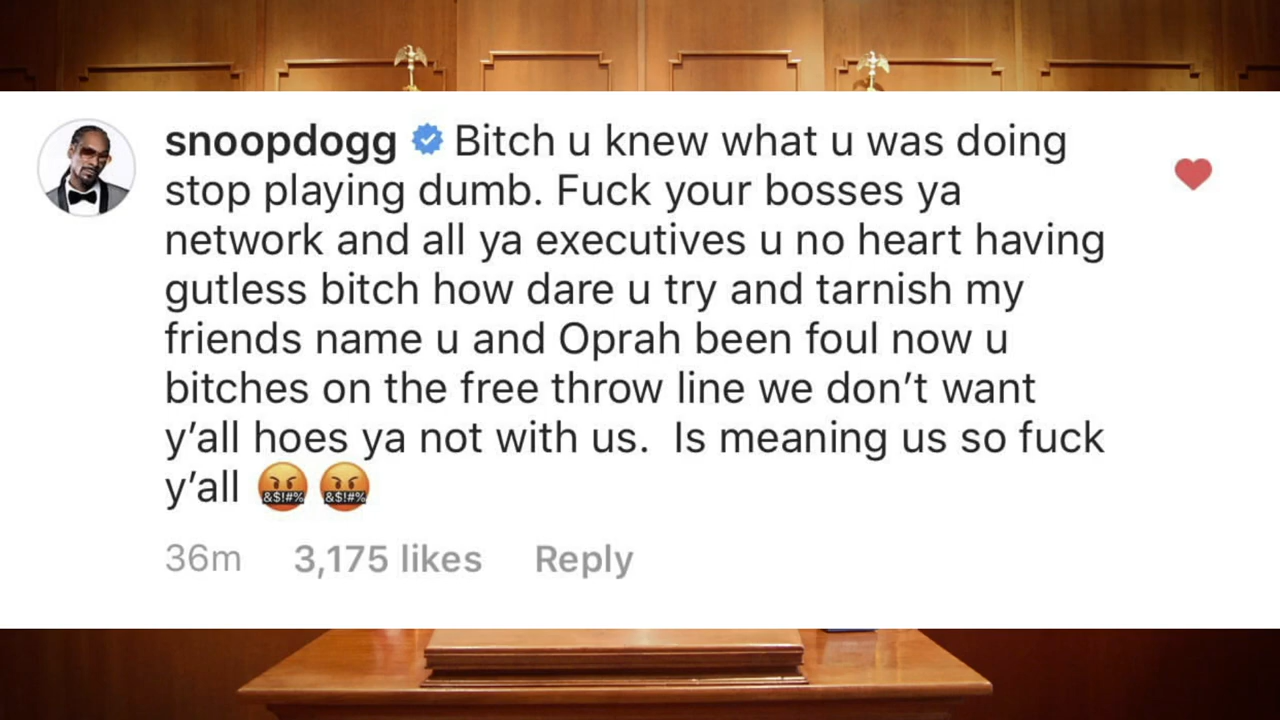 snoopdogg Bitch u knew what u was doing
stop playing dumb. Fuck your bosses ya
network and all ya executives u no heart having
gutless bitch how dare u try and tarnish my
friends name u and Oprah been foul now u
bitches on the free throw line we don’t want
y’all hoes ya not with us.  Is meaning us so fuck
y’all 🤬🤬
36m 3,175 likes Reply